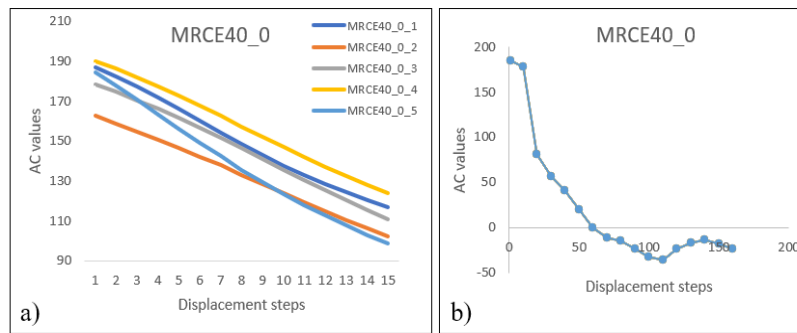 MRCE40_0
210
190
170
150
130
110
90
AC values
1 2 3 4 5 6 7 8 9 10 11 12 13 14 15
Displacement steps
MRCE40_0_1
MRCE40_0_2
MRCE40_0_3
MRCE40_0_4
MRCE40_0_5
a)
MRCE40_0
200
150
100
50
0
-50
AC values
0 50 100 150 200
Displacement steps
b)